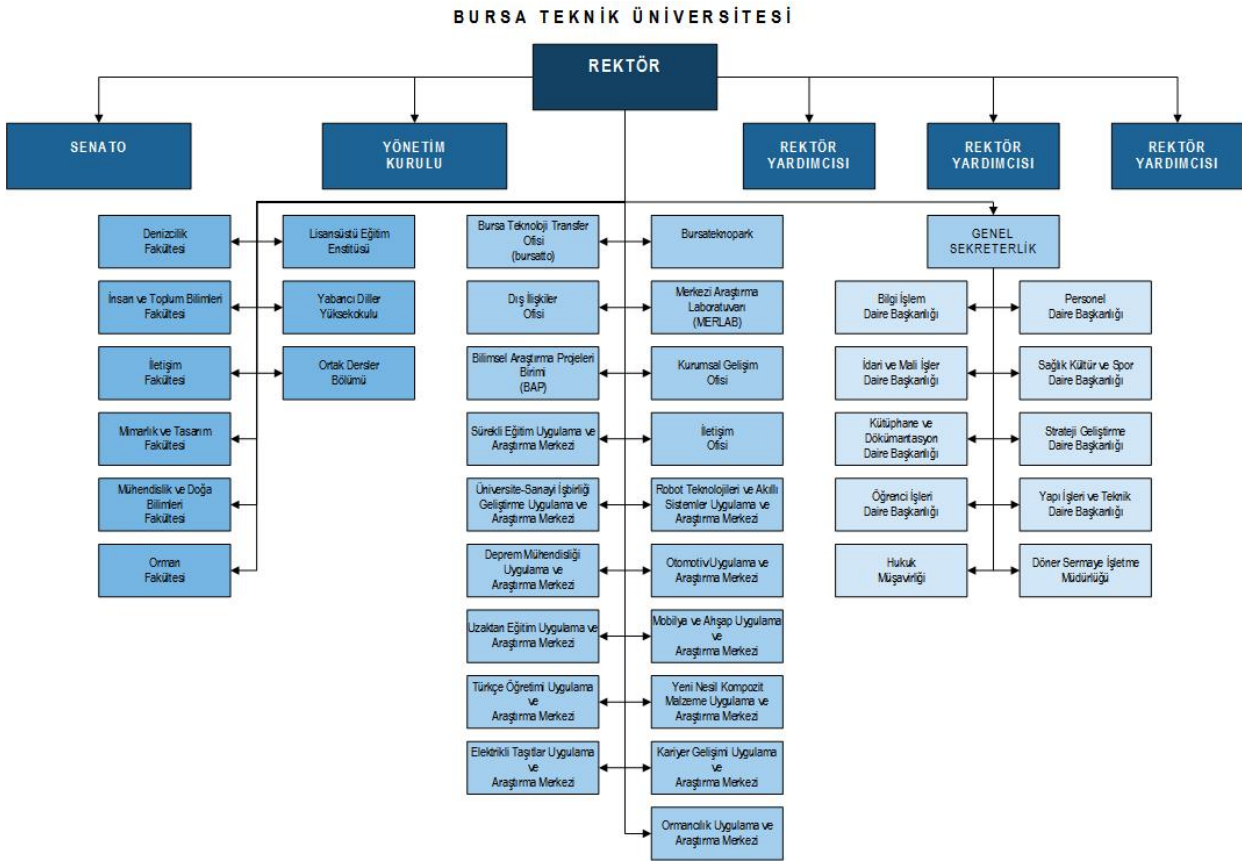 BURSA TEKNİK ÜNİVERSİTESİ
REKTÖR
SENATO
YÖNETİM
KURULU
REKTÖR
YARDIMCISI
REKTÖR
YARDIMCISI
REKTÖR
YARDIMCISI
Denizcilik
Fakültesi
Lisansüstü Eğitim
Enstitüsü
İnsan ve Toplum Bilimleri
Fakültesi
Yabancı Diller
Yüksekokulu
İletişim
Fakültesi
Ortak Dersler
Bölümü
Mimarlık ve Tasarım
Fakültesi
Mühendislik ve Doğa
Bilimleri
Fakültesi
Orman
Fakültesi
Bursa Teknoloji Transfer
Ofisi
(bursatto)
Bursateknopark
Dış İlişkiler
Ofisi
Merkezi Araştırma
Laboratuvarı
(MERLAB)
Bilimsel Araştırma Projeleri
Birimi
(BAP)
Kurumsal Gelişim
Ofisi
Sürekli Eğitim Uygulama ve
Araştırma Merkezi
İletişim
Ofisi
Üniversite-Sanayi İşbirliği
Geliştirme Uygulama ve
Araştırma Merkezi
Robot Teknolojileri ve Akıllı
Sistemler Uygulama ve
Araştırma Merkezi
Deprem Mühendisliği
Uygulama ve
Araştırma Merkezi
Otomotiv Uygulama ve
Araştırma Merkezi
Uzaktan Eğitim Uygulama ve
Araştırma Merkezi
Mobilya ve Ahşap Uygulama
ve
Araştırma Merkezi
Türkçe Öğretimi Uygulama
ve
Araştırma Merkezi
Yeni Nesil Kompozit
Malzeme Uygulama ve
Araştırma Merkezi
Elektrikli Taşıtlar Uygulama
ve
Araştırma Merkezi
Kariyer Gelişimi Uygulama
ve
Araştırma Merkezi
Ormancılık Uygulama ve
Araştırma Merkezi
GENEL
SEKRETERLİK
Bilgi İşlem
Daire Başkanlığı
Personel
Daire Başkanlığı
İdari ve Mali İşler
Daire Başkanlığı
Sağlık Kültür ve Spor
Daire Başkanlığı
Kütüphane ve
Dökümantasyon
Daire Başkanlığı
Strateji Geliştirme
Daire Başkanlığı
Öğrenci İşleri
Daire Başkanlığı
Yapı İşleri ve Teknik
Daire Başkanlığı
Hukuk
Müşavirliği
Döner Sermaye İşletme
Müdürlüğü